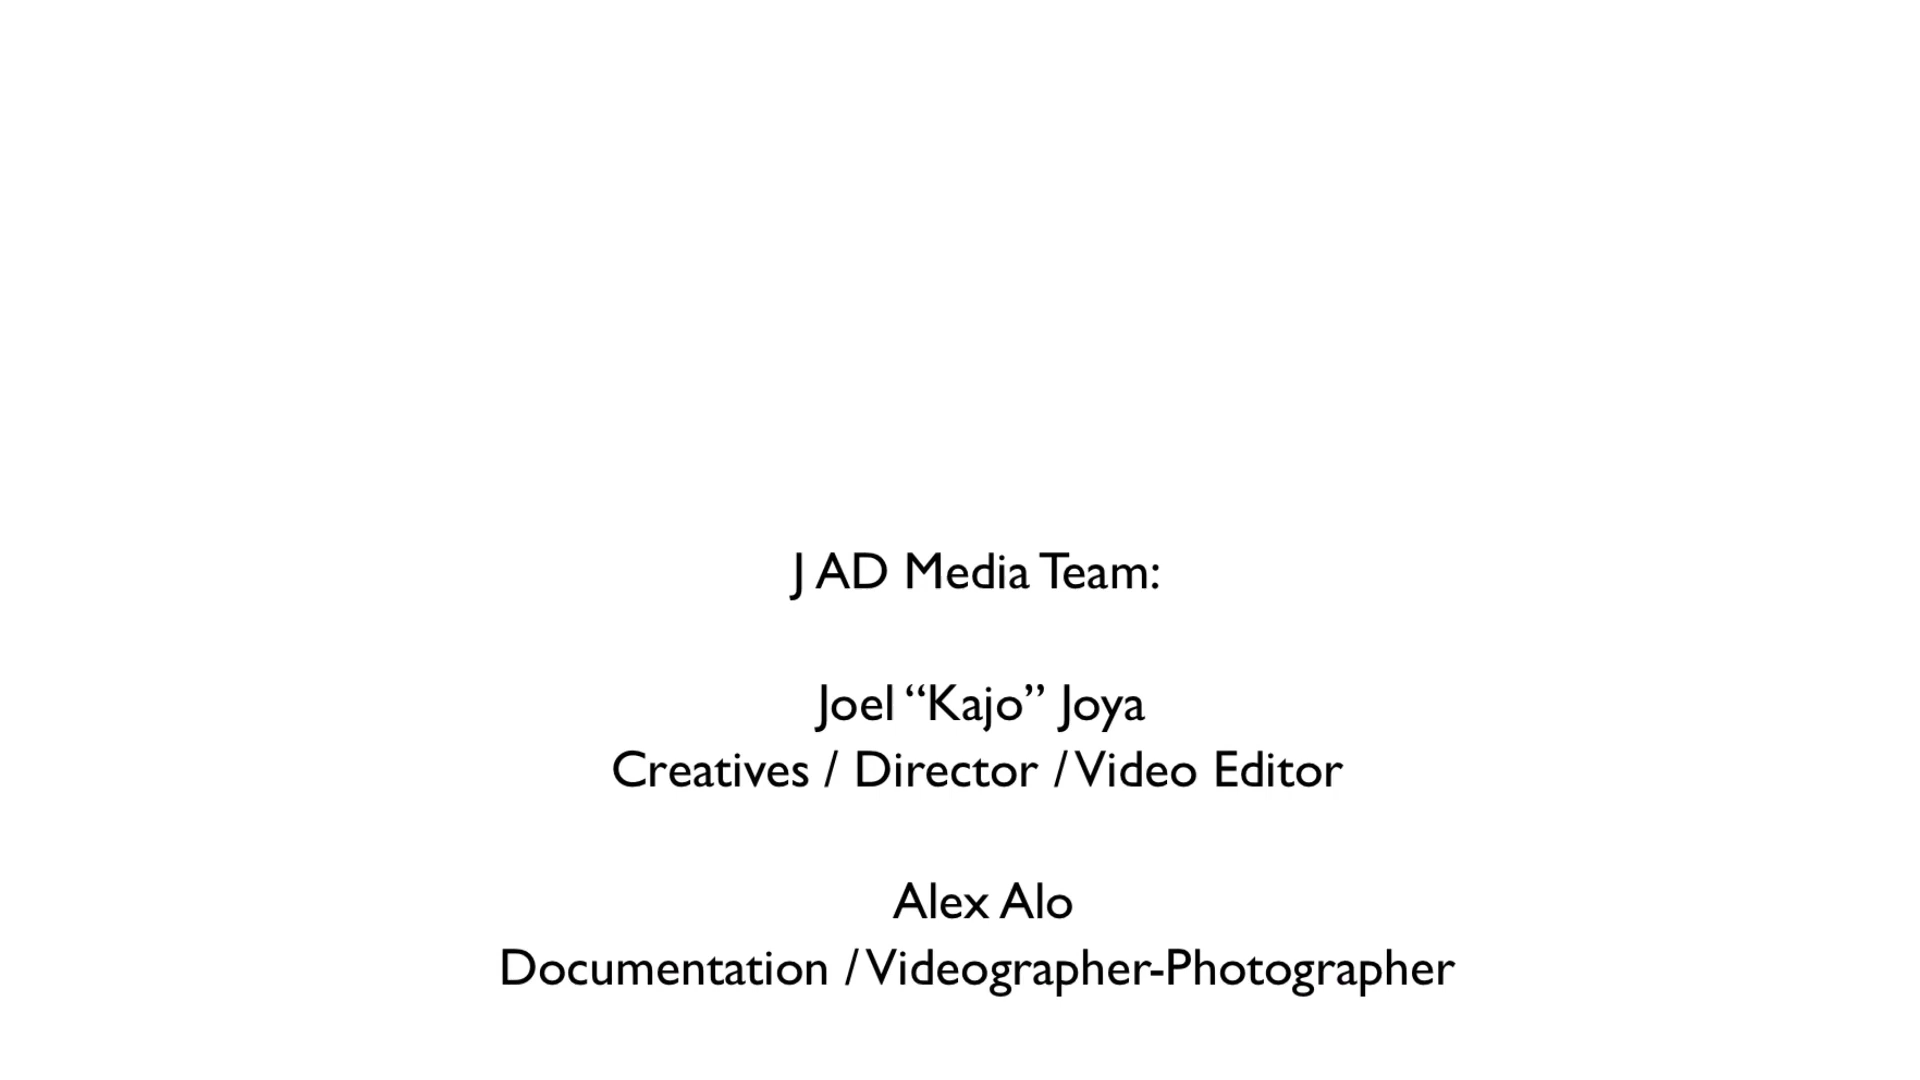 J AD Media Team:
Joel “Kajo” Joya
Creatives / Director / Video Editor
Alex Alo
Documentation / Videographer-Photographer